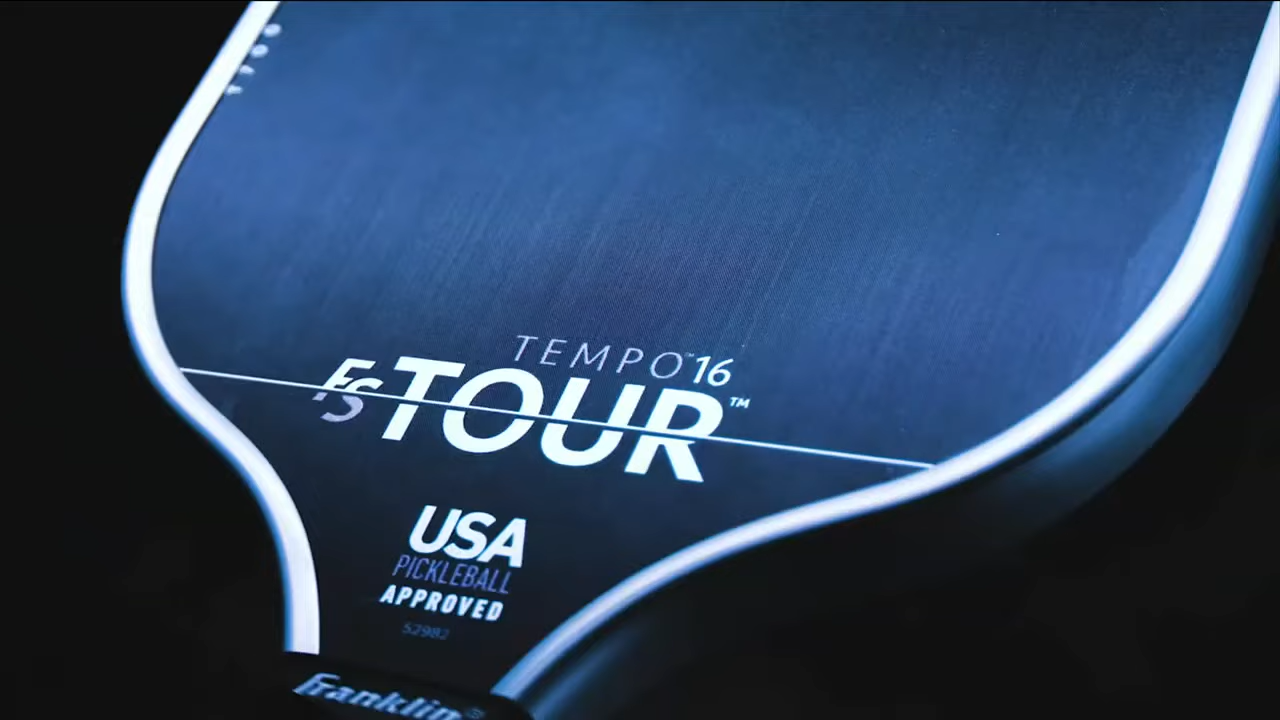 TEMPO™16
FS TOUR™
USA
PICKLEBALL
APPROVED
52982
Franklin